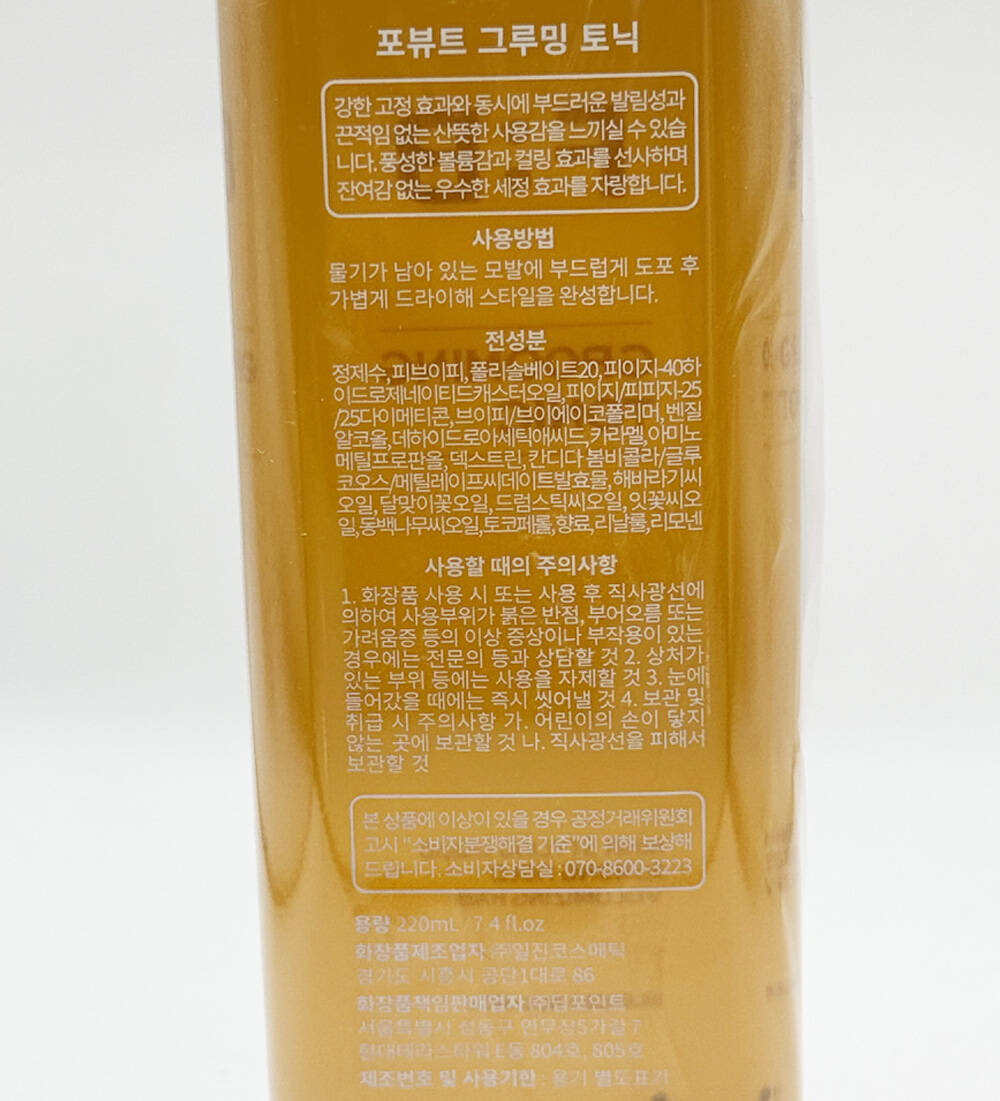 포뷰트 그루밍 토닉
강한 고정 효과와 동시에 부드러운 발림성과
끈적임 없는 산뜻한 사용감을 느끼실 수 있습
니다. 풍성한 볼륨감과 컬링 효과를 선사하며
잔여감 없는 우수한 세정 효과를 자랑합니다.
사용방법
물기가 남아 있는 모발에 부드럽게 도포 후
가볍게 드라이해 스타일을 완성합니다.
전성분
정제수,피브이피,폴리솔베이트20,피이지-40하
이드로제네이티드캐스터오일,피이지/피피지-25
/25다이메티콘,브이피/브이에이코폴리머,벤질
알코올,데하이드로아세틱애씨드,카라멜,아미노
메틸프로판올,덱스트린,칸디다 봄비콜라/글루
코오스/메틸레이프씨데이트발효물,해바라기씨
오일,달맞이꽃오일,드럼스틱씨오일,잇꽃씨오
일,동백나무씨오일,토코페롤,향료,리날룰,리모넨
사용할 때의 주의사항
1. 화장품 사용 시 또는 사용 후 직사광선에
의하여 사용부위가 붉은 반점, 부어오름 또는
가려움증 등의 이상 증상이나 부작용이 있는
경우에는 전문의 등과 상담할 것 2. 상처가
있는 부위 등에는 사용을 자제할 것 3. 눈에
들어갔을 때에는 즉시 씻어낼 것 4. 보관 및
취급 시 주의사항 가. 어린이의 손이 닿지
않는 곳에 보관할 것 나. 직사광선을 피해서
보관할 것
본 상품에 이상이 있을 경우 공정거래위원회
고시 "소비자분쟁해결 기준"에 의해 보상해
드립니다. 소비자상담실 : 070-8600-3223
용량 220mL / 7.4 fl.oz
화장품제조업자 ㈜일진코스메틱
경기도 시흥시 공단1대로 86
화장품책임판매업자 ㈜딥포인트
서울특별시 성동구 연무장5가길 7
현대테라스타워 E동 804호, 805호
제조번호 및 사용기한 : 용기 별도표기